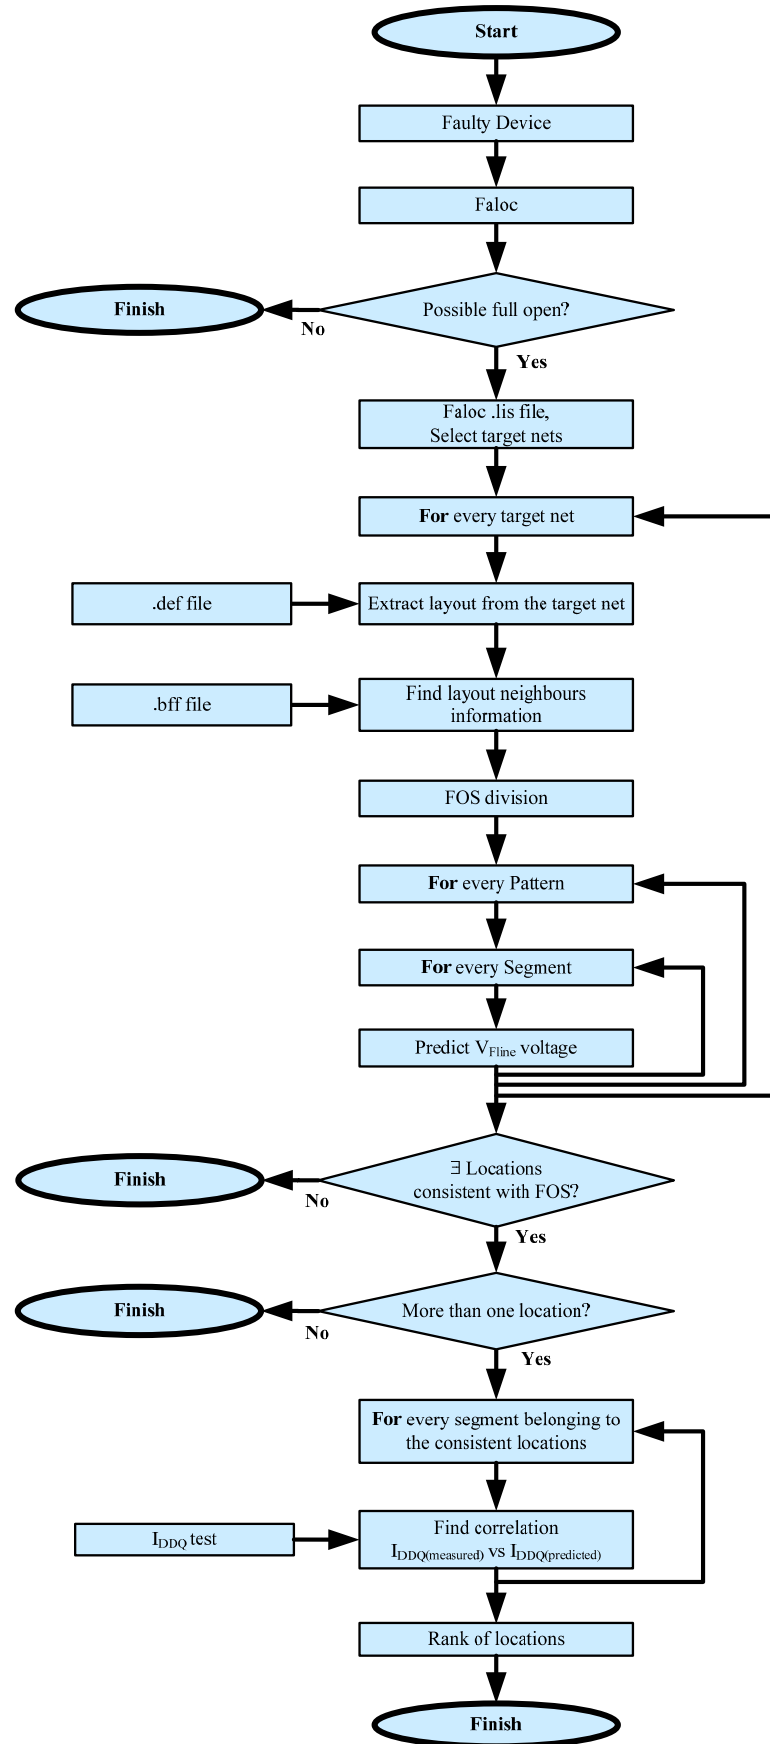 Start
Faulty Device
Faloc
Possible full open?
Finish
No
Yes
Faloc .lis file,
Select target nets
For every target net
.def file
Extract layout from the target net
.bff file
Find layout neighbours
information
FOS division
For every Pattern
For every Segment
Predict VFline voltage
∃ Locations
consistent with FOS?
Finish
No
Yes
More than one location?
Finish
No
Yes
For every segment belonging to
the consistent locations
IDDQ test
Find correlation
IDDQ(measured) vs IDDQ(predicted)
Rank of locations
Finish